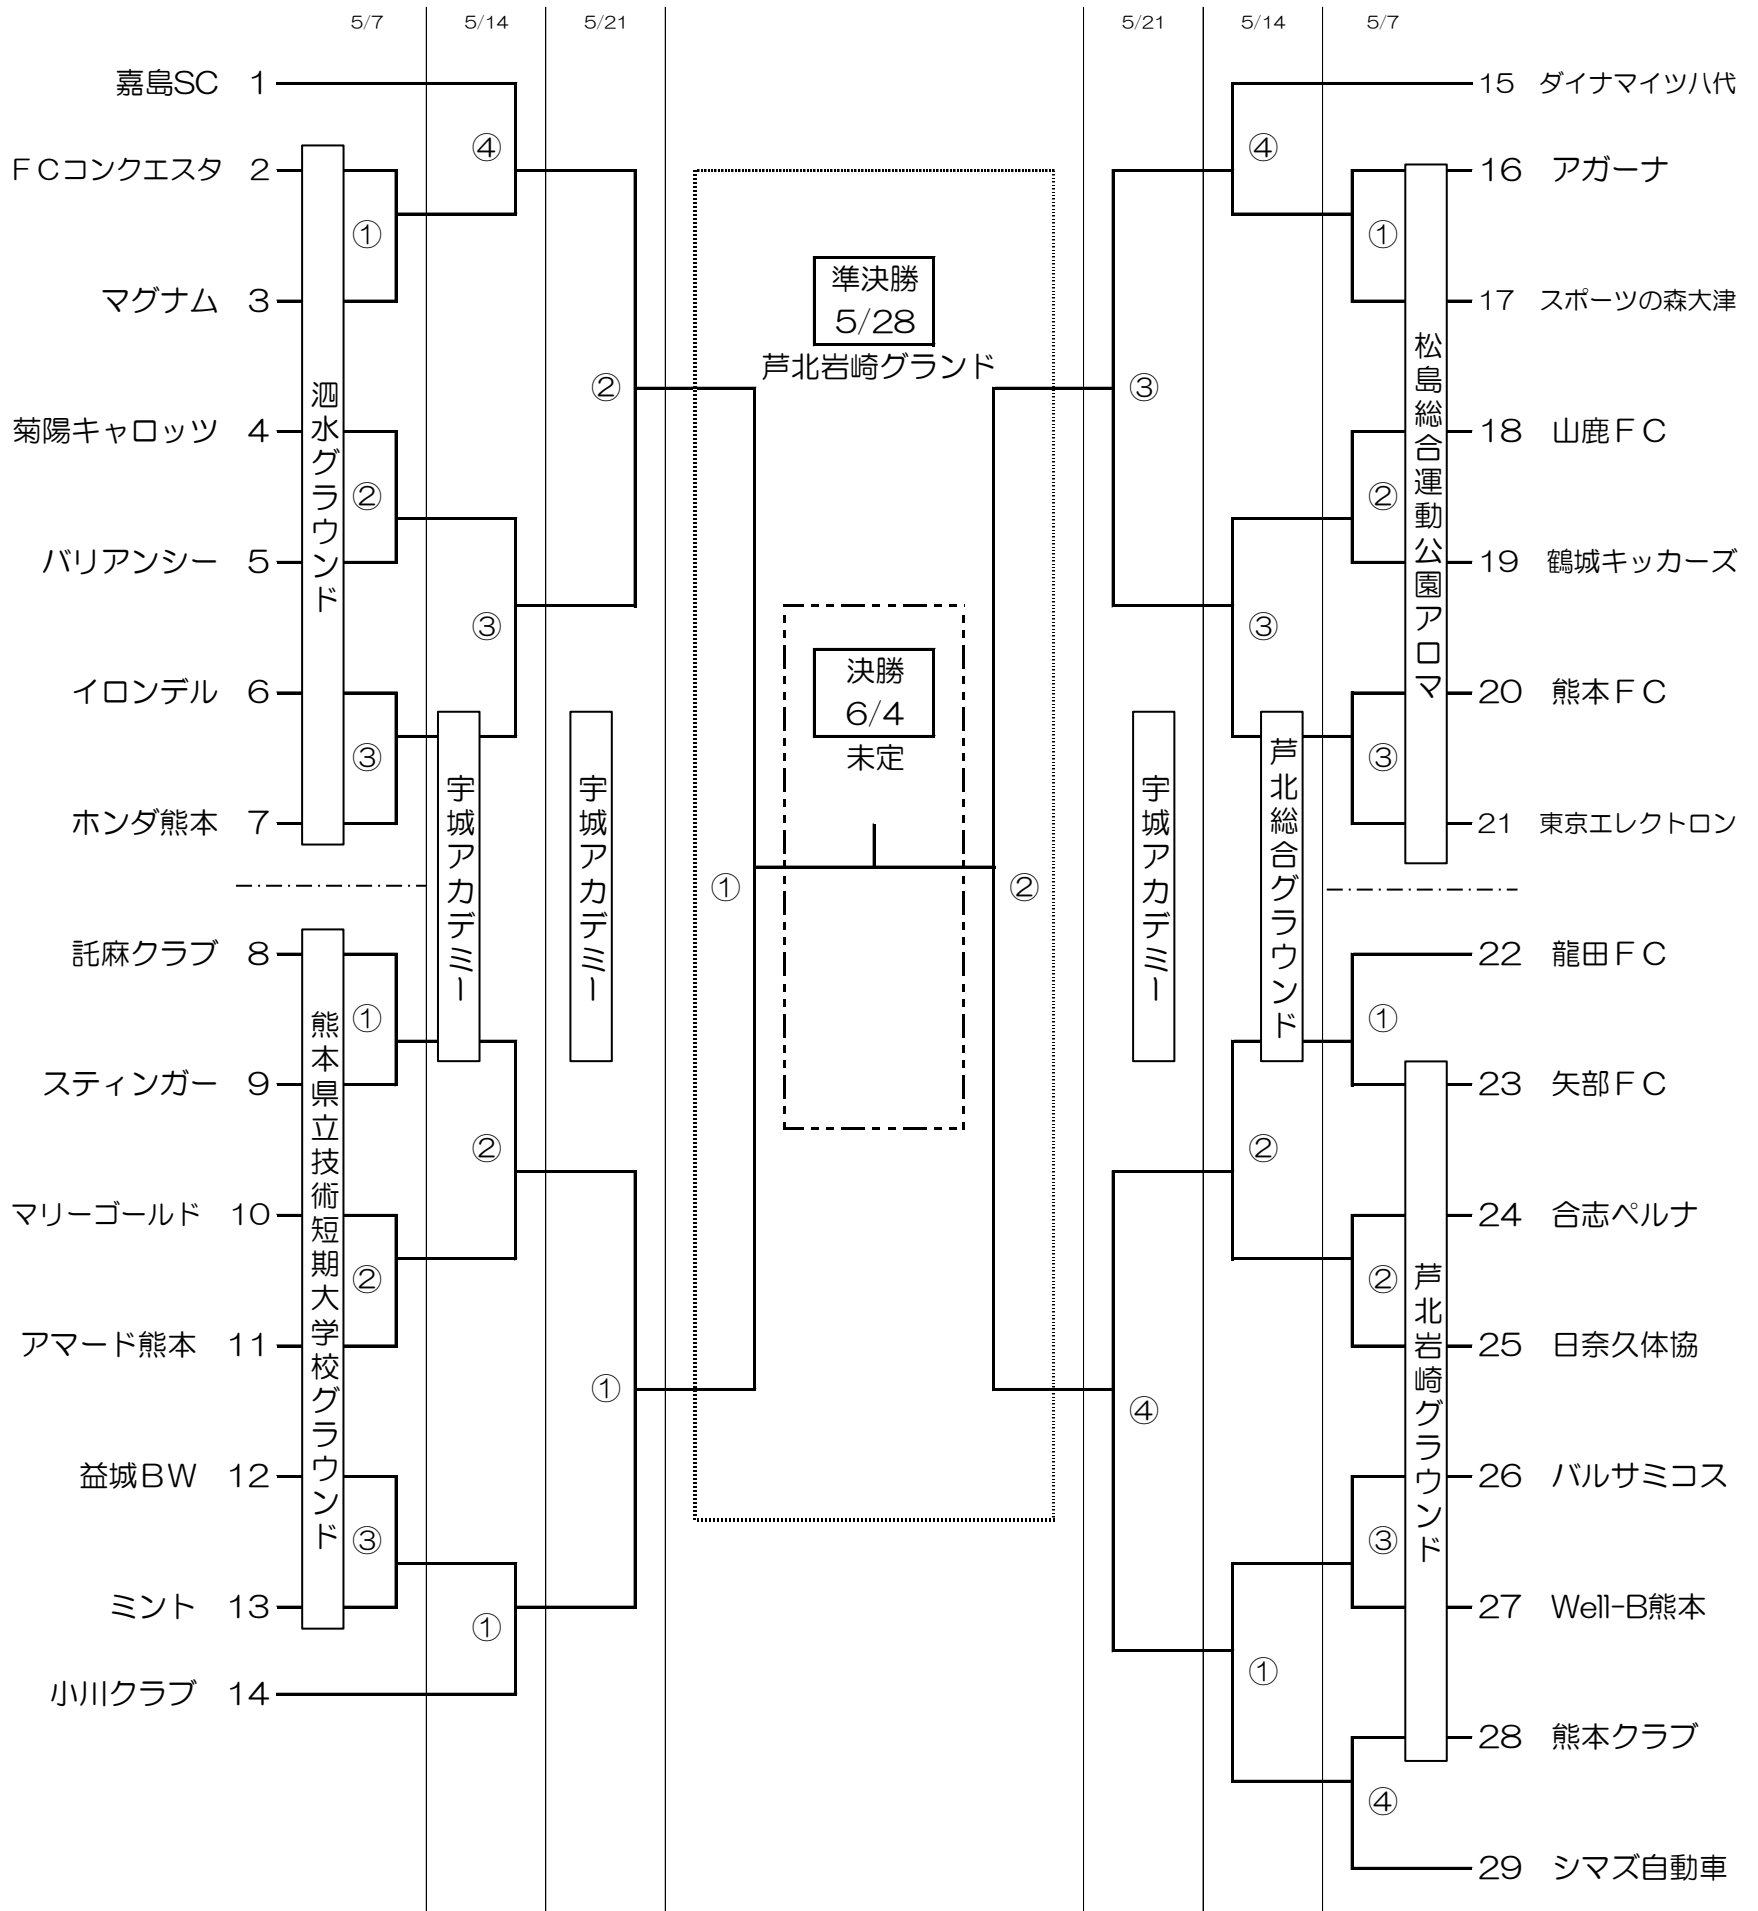 5/7
5/14
5/21
5/21
5/14
5/7
嘉島SC 1
④
FCコンクエスタ 2
①
マグナム 3
菊陽キャロッツ 4
②
バリアンシー 5
③
イロンデル 6
③
ホンダ熊本 7
泗水グラウンド
②
託麻クラブ 8
①
スティンガー 9
②
マリーゴールド 10
②
アマード熊本 11
益城BW 12
③
ミント 13
①
小川クラブ 14
熊本県立技術短期大学校グラウンド
宇城アカデミー
宇城アカデミー
①
準決勝
5/28
芦北岩崎グランド
決勝
6/4
未定
①
②
15 ダイナマイツ八代
④
16 アガーナ
①
17 スポーツの森大津
③
18 山鹿FC
②
19 鶴城キッカーズ
③
20 熊本FC
③
21 東京エレクトロン
松島総合運動公園アロマ
宇城アカデミー
芦北総合グラウンド
22 龍田FC
①
23 矢部FC
②
24 合志ペルナ
②
25 日奈久体協
④
26 バルサミコス
③
27 Well-B熊本
①
28 熊本クラブ
④
29 シマズ自動車
芦北岩崎グラウンド